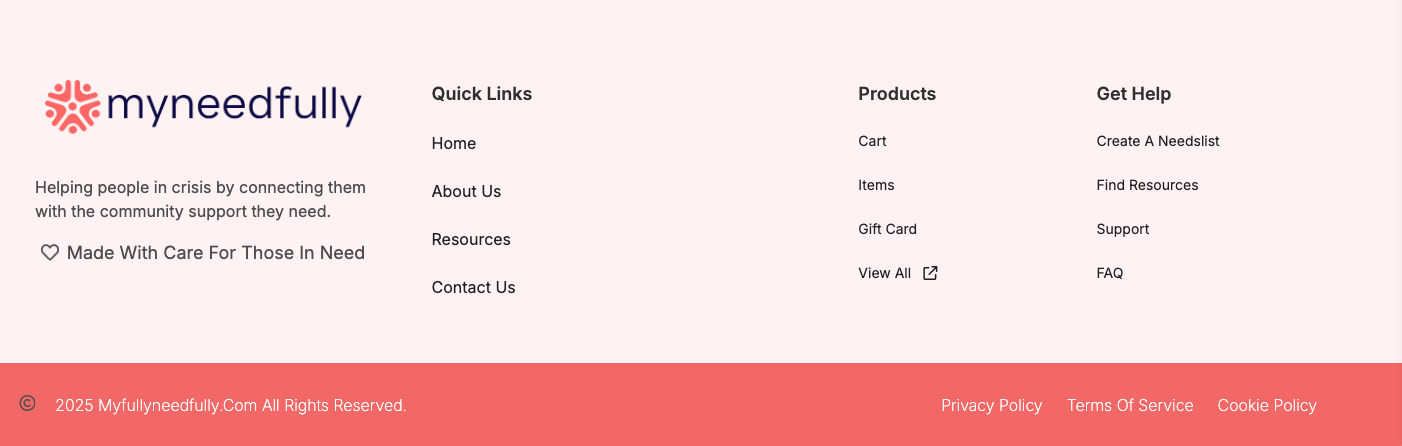 myneedfully
Helping people in crisis by connecting them
with the community support they need.
Made With Care For Those In Need
Quick Links
Home
About Us
Resources
Contact Us
Products
Cart
Items
Gift Card
View All
Get Help
Create A Needslist
Find Resources
Support
FAQ
© 2025 Myfullyneedfully.Com All Rights Reserved.
Privacy Policy Terms Of Service Cookie Policy